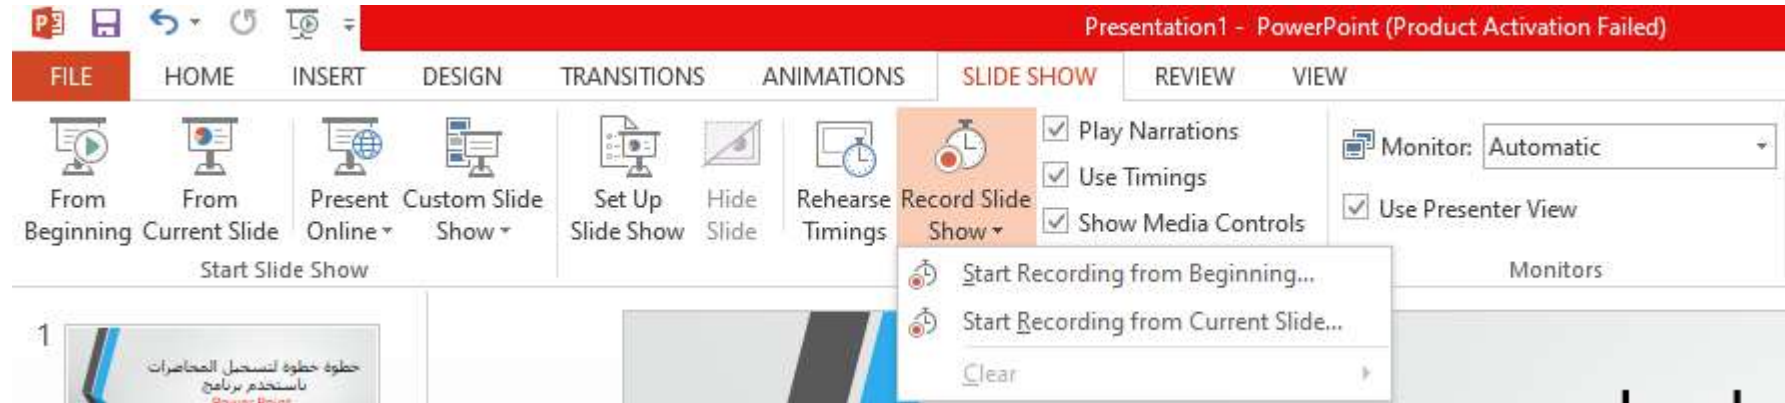 Presentation1 - PowerPoint (Product Activation Failed)
FILE HOME INSERT DESIGN TRANSITIONS ANIMATIONS SLIDE SHOW REVIEW VIEW
From Beginning
From Current Slide
Present Online
Custom Slide Show
Start Slide Show
Set Up Slide Show
Hide Slide
Rehearse Timings
Record Slide Show
Play Narrations
Use Timings
Show Media Controls
Monitor: Automatic
Use Presenter View
Monitors
Start Recording from Beginning...
Start Recording from Current Slide...
Clear
1
خطوة خطوة لتسجيل المحاضرات
باستخدم برنامج
Power Point